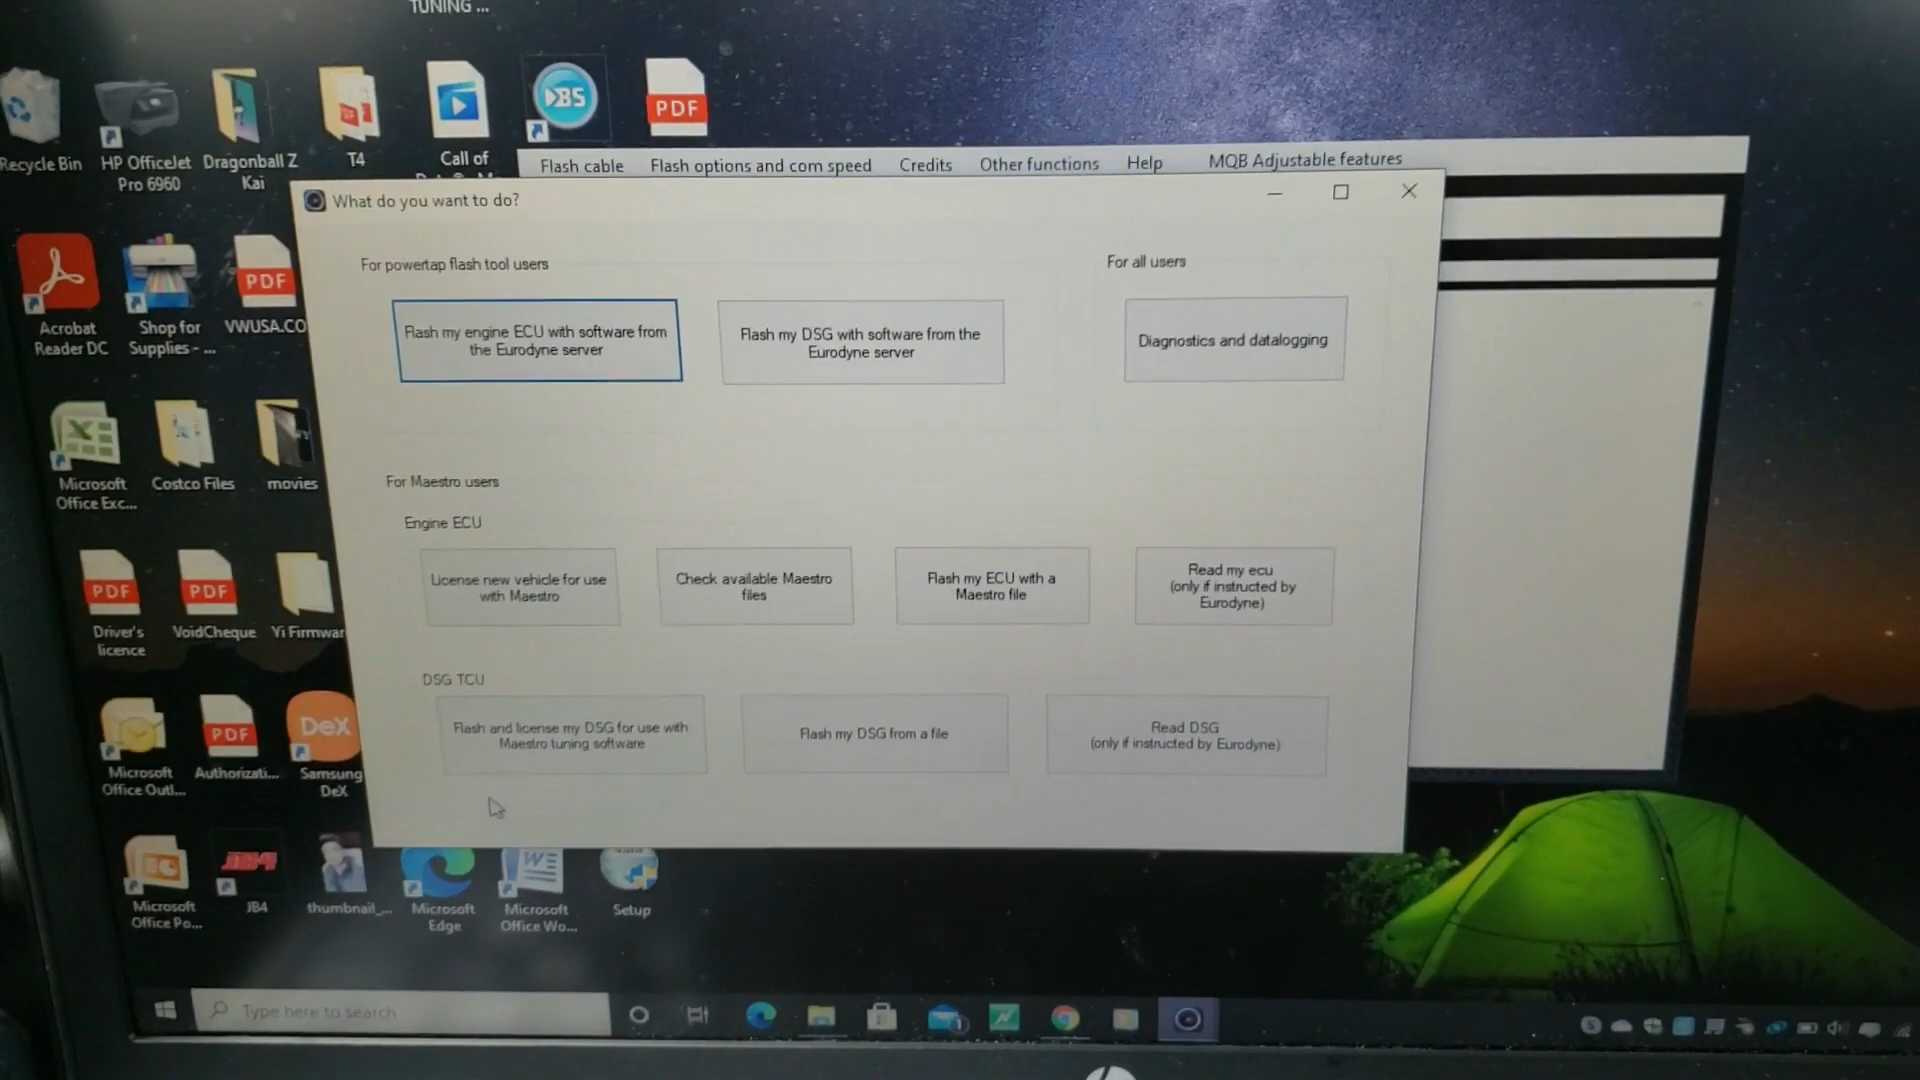 TUNING ...
Recycle Bin
HP OfficeJet
Pro 6960
Dragonball Z
Kai
T4
Call of
BS
PDF
Flash cable
Flash options and com speed
Credits
Other functions
Help
MQB Adjustable features
What do you want to do?
For powertap flash tool users
For all users
Flash my engine ECU with software from
the Eurodyne server
Flash my DSG with software from the
Eurodyne server
Diagnostics and datalogging
For Maestro users
Engine ECU
License new vehicle for use
with Maestro
Check available Maestro
files
Flash my ECU with a
Maestro file
Read my ecu
(only if instructed by
Eurodyne)
DSG TCU
Flash and license my DSG for use with
Maestro tuning software
Flash my DSG from a file
Read DSG
(only if instructed by Eurodyne)
Acrobat
Reader DC
Shop for
Supplies - ...
PDF
VWUSA.CO
Microsoft
Office Exc...
Costco Files
movies
PDF
Driver's
licence
PDF
VoidCheque
Yi Firmwar
Microsoft
Office Outl...
PDF
Authorizati...
DeX
Samsung
DeX
Microsoft
Office Po...
JB4
JB4
thumbnail_...
Microsoft
Edge
Microsoft
Office Wo...
Setup
Type here to search